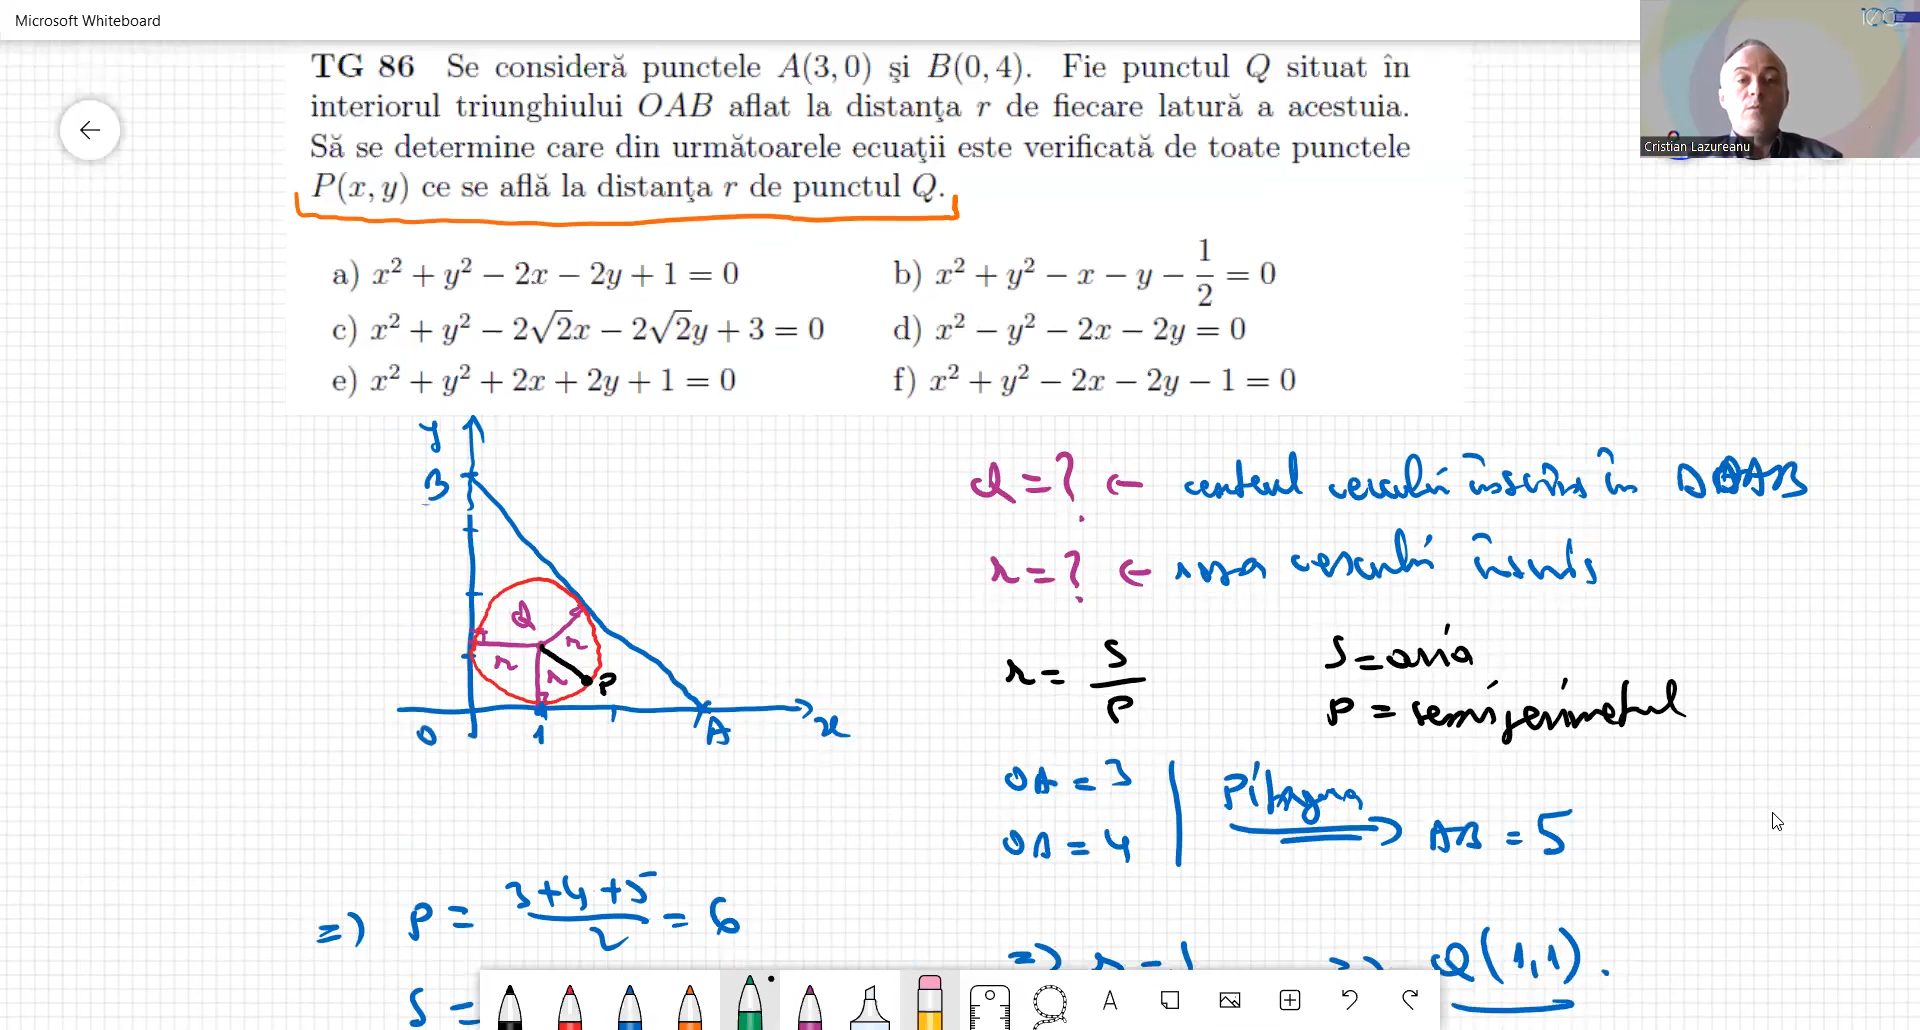 Microsoft Whiteboard
TG 86 Se consideră punctele A(3,0) şi B(0,4). Fie punctul Q situat în
interiorul triunghiului OAB aflat la distanţa r de fiecare latură a acestuia.
Să se determine care din următoarele ecuaţii este verificată de toate punctele
P(x, y) ce se află la distanţa r de punctul Q.
a) x² + y² − 2x − 2y + 1 = 0
b) x² + y² − x − y − 1/2 = 0
c) x² + y² − 2√2x − 2√2y + 3 = 0
d) x² − y² − 2x − 2y = 0
e) x² + y² + 2x + 2y + 1 = 0
f) x² + y² − 2x − 2y − 1 = 0
Cristian Lazureanu
y
B
Q
r
r
r
P
0
1
A
x
Q = ? ← centrul cercului înscris în ΔOAB
r = ? ← raza cercului înscris
r = S/p
S = aria
p = semiperimetrul
OA = 3
OA = 4
Pitagora
⇒ AB = 5
⇒ p = (3+4+5)/2 = 6
S =
⇒ r = 1
⇒ Q(1,1).